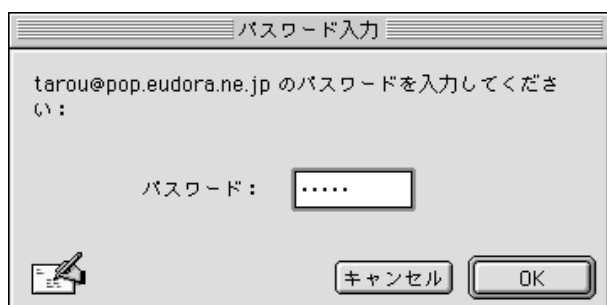 パスワード入力
tarou@pop.eudora.ne.jp のパスワードを入力してくださ
い：
パスワード： •••••
キャンセル OK